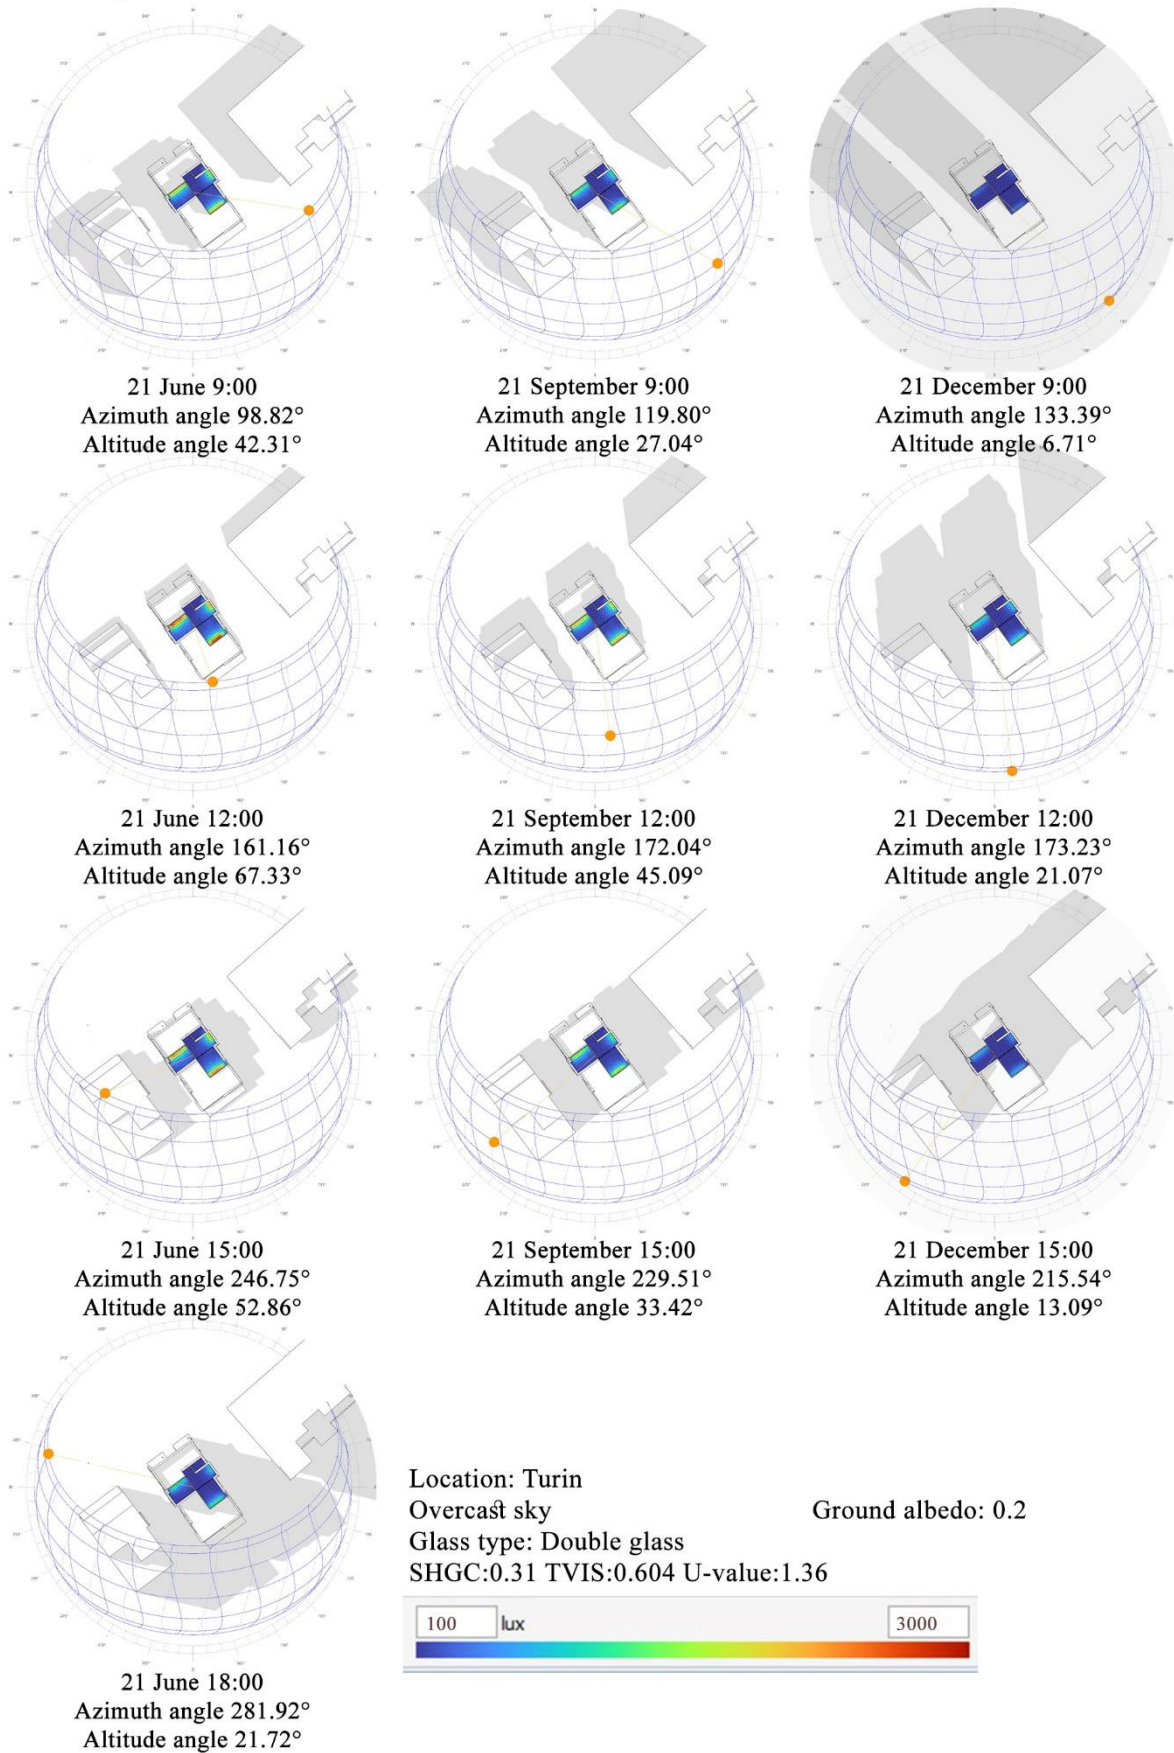 21 June 9:00
Azimuth angle 98.82°
Altitude angle 42.31°
21 September 9:00
Azimuth angle 119.80°
Altitude angle 27.04°
21 December 9:00
Azimuth angle 133.39°
Altitude angle 6.71°
21 June 12:00
Azimuth angle 161.16°
Altitude angle 67.33°
21 September 12:00
Azimuth angle 172.04°
Altitude angle 45.09°
21 December 12:00
Azimuth angle 173.23°
Altitude angle 21.07°
21 June 15:00
Azimuth angle 246.75°
Altitude angle 52.86°
21 September 15:00
Azimuth angle 229.51°
Altitude angle 33.42°
21 December 15:00
Azimuth angle 215.54°
Altitude angle 13.09°
21 June 18:00
Azimuth angle 281.92°
Altitude angle 21.72°
Location: Turin
Overcast sky Ground albedo: 0.2
Glass type: Double glass
SHGC:0.31 TVIS:0.604 U-value:1.36
100 lux 3000